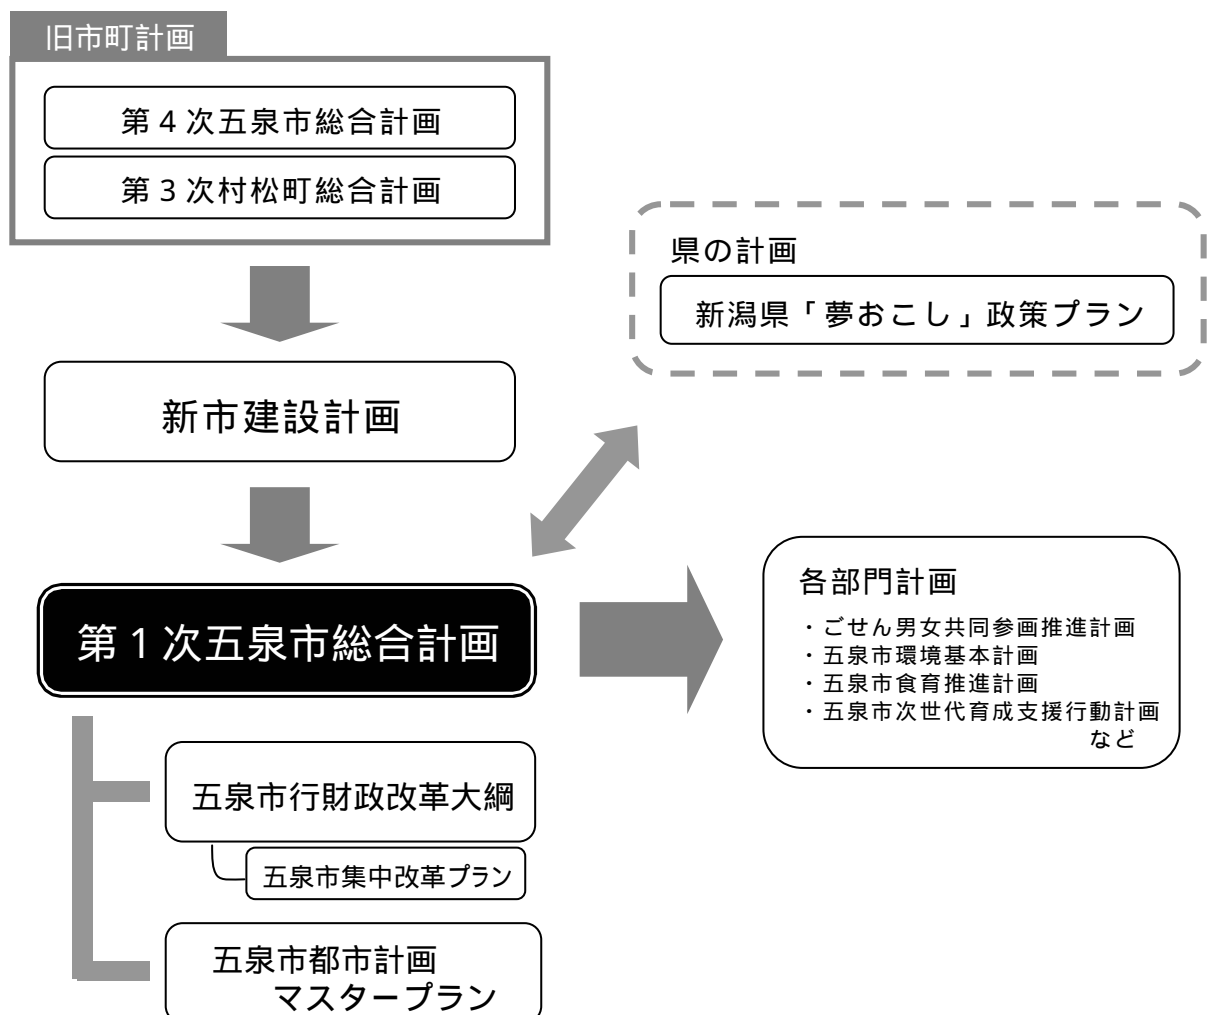 旧市町計画
第4次五泉市総合計画
第3次村松町総合計画
県の計画
新潟県「夢おこし」政策プラン
新市建設計画
第1次五泉市総合計画
各部門計画
・ごせん男女共同参画推進計画
・五泉市環境基本計画
・五泉市食育推進計画
・五泉市次世代育成支援行動計画
など
五泉市行財政改革大綱
五泉市集中改革プラン
五泉市都市計画
マスタープラン